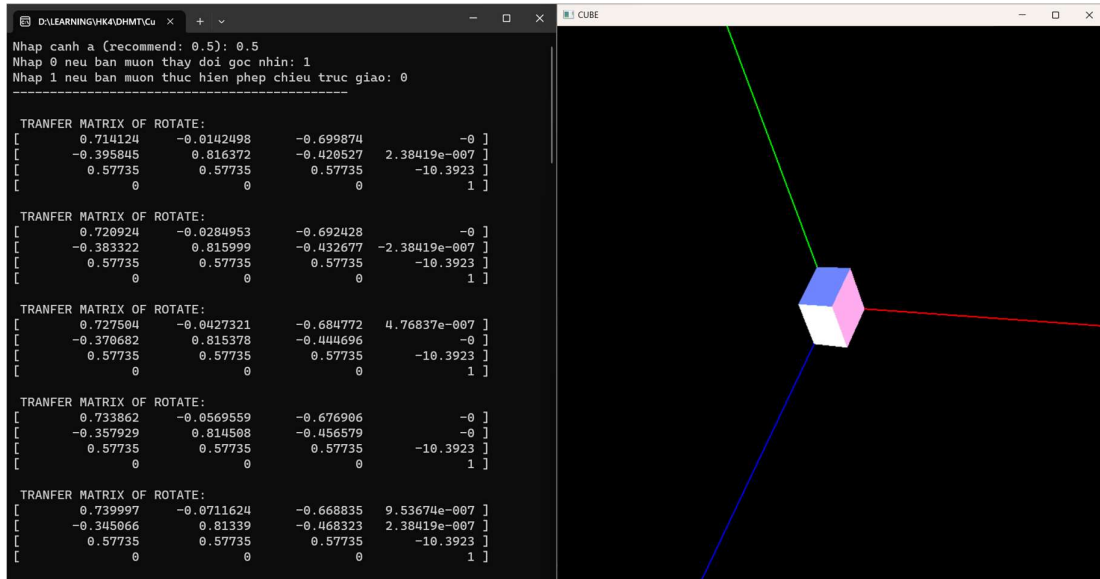 D:\LEARNING\HK4\DHMT\Cu
CUBE
Nhap canh a (recommend: 0.5): 0.5
Nhap 0 neu ban muon thay doi goc nhin: 1
Nhap 1 neu ban muon thuc hien phep chieu truc giao: 0
---------------------------------------------
TRANFER MATRIX OF ROTATE:
[ 0.714124 -0.0142498 -0.699874 -0 ]
[ -0.395845 0.816372 -0.420527 2.38419e-007 ]
[ 0.57735 0.57735 0.57735 -10.3923 ]
[ 0 0 0 1 ]
TRANFER MATRIX OF ROTATE:
[ 0.720924 -0.0284953 -0.692428 -0 ]
[ -0.383322 0.815999 -0.432677 -2.38419e-007 ]
[ 0.57735 0.57735 0.57735 -10.3923 ]
[ 0 0 0 1 ]
TRANFER MATRIX OF ROTATE:
[ 0.727504 -0.0427321 -0.684772 4.76837e-007 ]
[ -0.370682 0.815378 -0.444696 -0 ]
[ 0.57735 0.57735 0.57735 -10.3923 ]
[ 0 0 0 1 ]
TRANFER MATRIX OF ROTATE:
[ 0.733862 -0.0569559 -0.676906 -0 ]
[ -0.357929 0.814508 -0.456579 -0 ]
[ 0.57735 0.57735 0.57735 -10.3923 ]
[ 0 0 0 1 ]
TRANFER MATRIX OF ROTATE:
[ 0.739997 -0.0711624 -0.668835 9.53674e-007 ]
[ -0.345066 0.81339 -0.468323 2.38419e-007 ]
[ 0.57735 0.57735 0.57735 -10.3923 ]
[ 0 0 0 1 ]